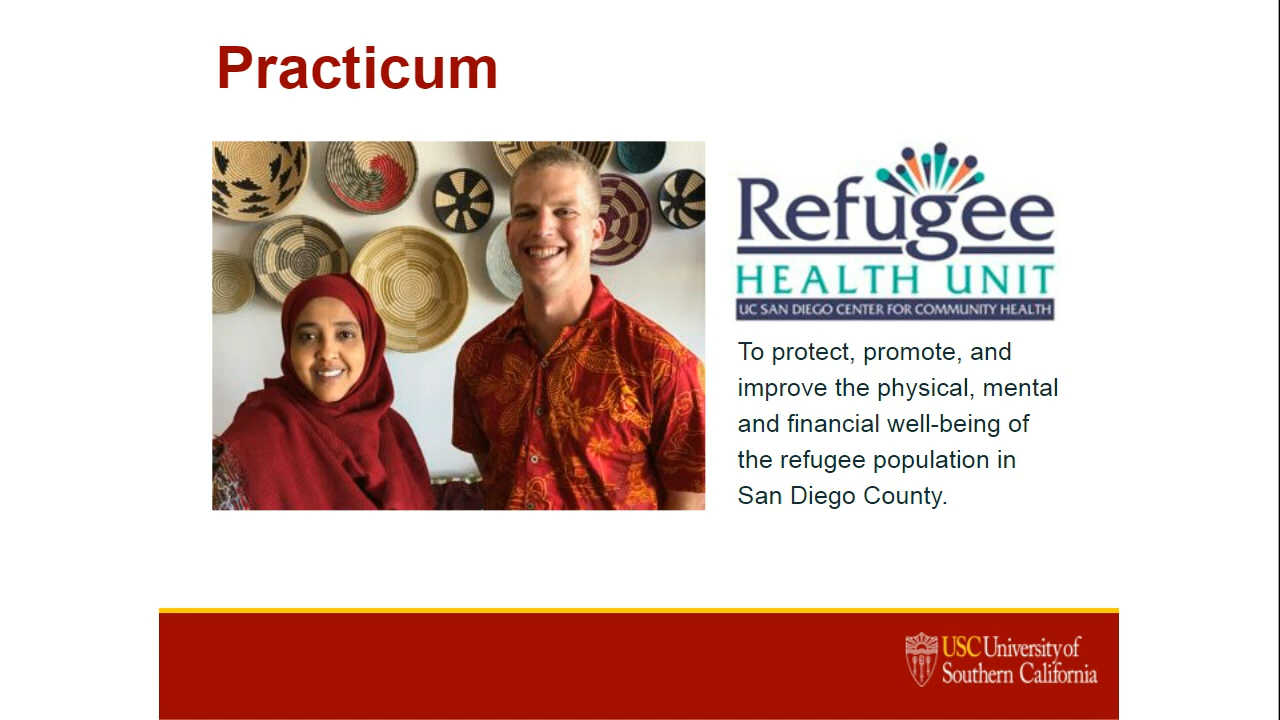 Practicum
Refugee
HEALTH UNIT
UC SAN DIEGO CENTER FOR COMMUNITY HEALTH
To protect, promote, and
improve the physical, mental
and financial well-being of
the refugee population in
San Diego County.
USC University of
Southern California